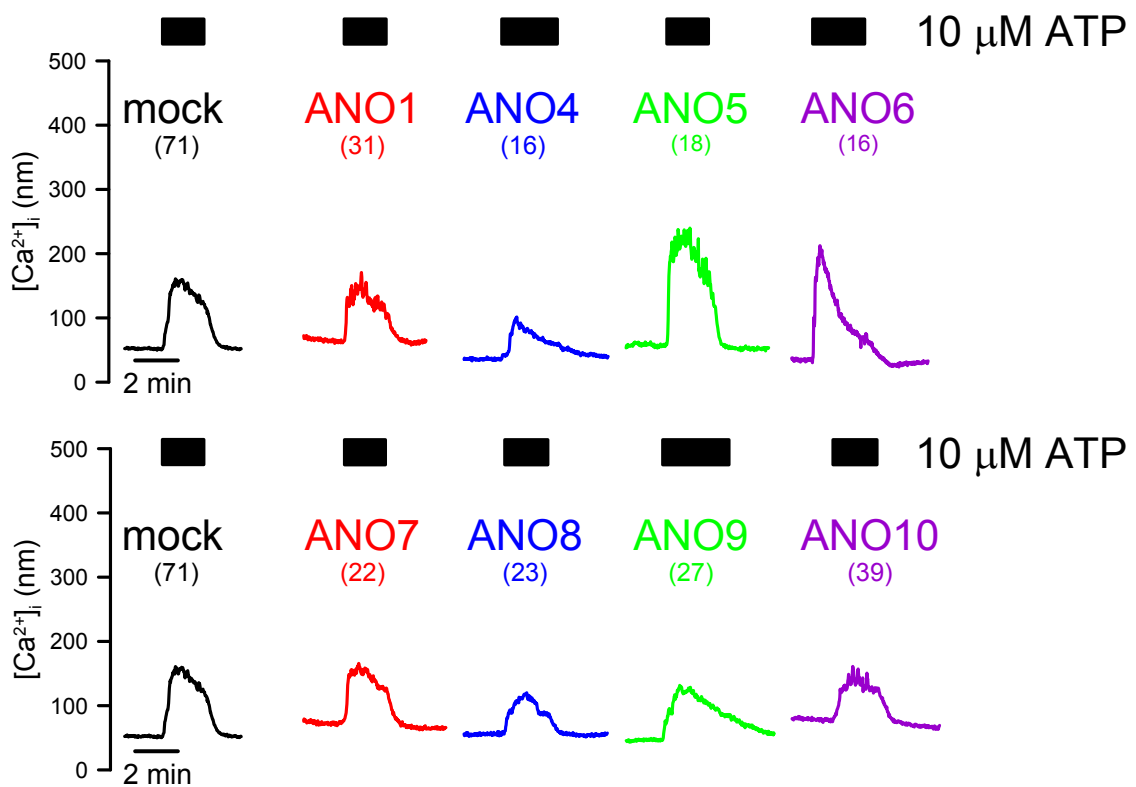 10 μM ATP
500
mock ANO1 ANO4 ANO5 ANO6
400
(71) (31) (16) (18) (16)
300
[Ca²⁺]ᵢ (nm)
200
100
0
2 min
10 μM ATP
500
400
mock ANO7 ANO8 ANO9 ANO10
(71) (22) (23) (27) (39)
300
[Ca²⁺]ᵢ (nm)
200
100
0
2 min